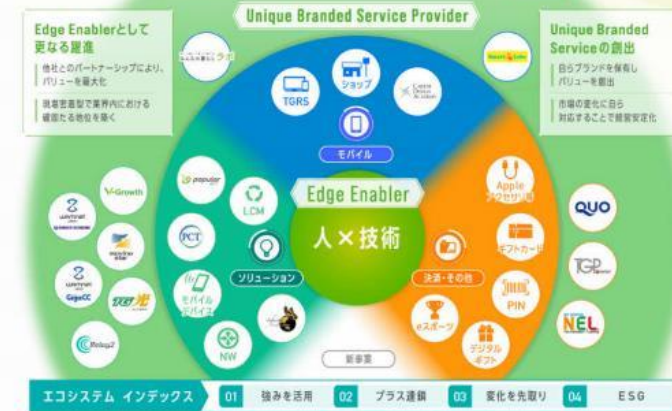 Unique Branded Service Provider
Edge Enablerとして
更なる躍進
他社とのパートナーシップにより、
バリューを最大化
現場密着型で業界内における
確固たる地位を築く
Unique Branded
Serviceの創出
自らブランドを保有し
バリューを創出
市場の変化に自ら
対応することで経営安定化
TGRS
ショップ
モバイル
Edge Enabler
人×技術
popular
LCM
PCT
ソリューション
モバイル
デバイス
NW
V-Growth
GigaCC
TG光
Relay2
Apple
アクセサリ等
ギフトカード
決済・その他
PIN
eスポーツ
デジタル
ギフト
新事業
QUO
TGP
NEL
エコシステム インデックス
01 強みを活用 02 プラス連鎖 03 変化を先取り 04 ESG